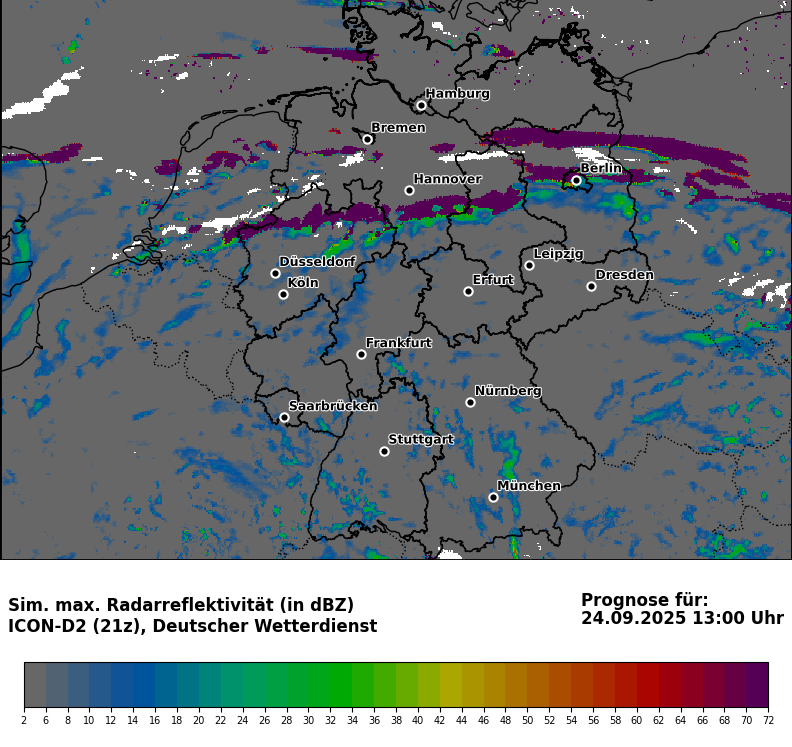 Hamburg
Bremen
Berlin
Hannover
Leipzig
Düsseldorf
Dresden
Köln
Erfurt
Frankfurt
Nürnberg
Saarbrücken
Stuttgart
München
Sim. max. Radarreflektivität (in dBZ)
ICON-D2 (21z), Deutscher Wetterdienst
Prognose für:
24.09.2025 13:00 Uhr
2 6 8 10 12 14 16 18 20 22 24 26 28 30 32 34 36 38 40 42 44 46 48 50 52 54 56 58 60 62 64 66 68 70 72